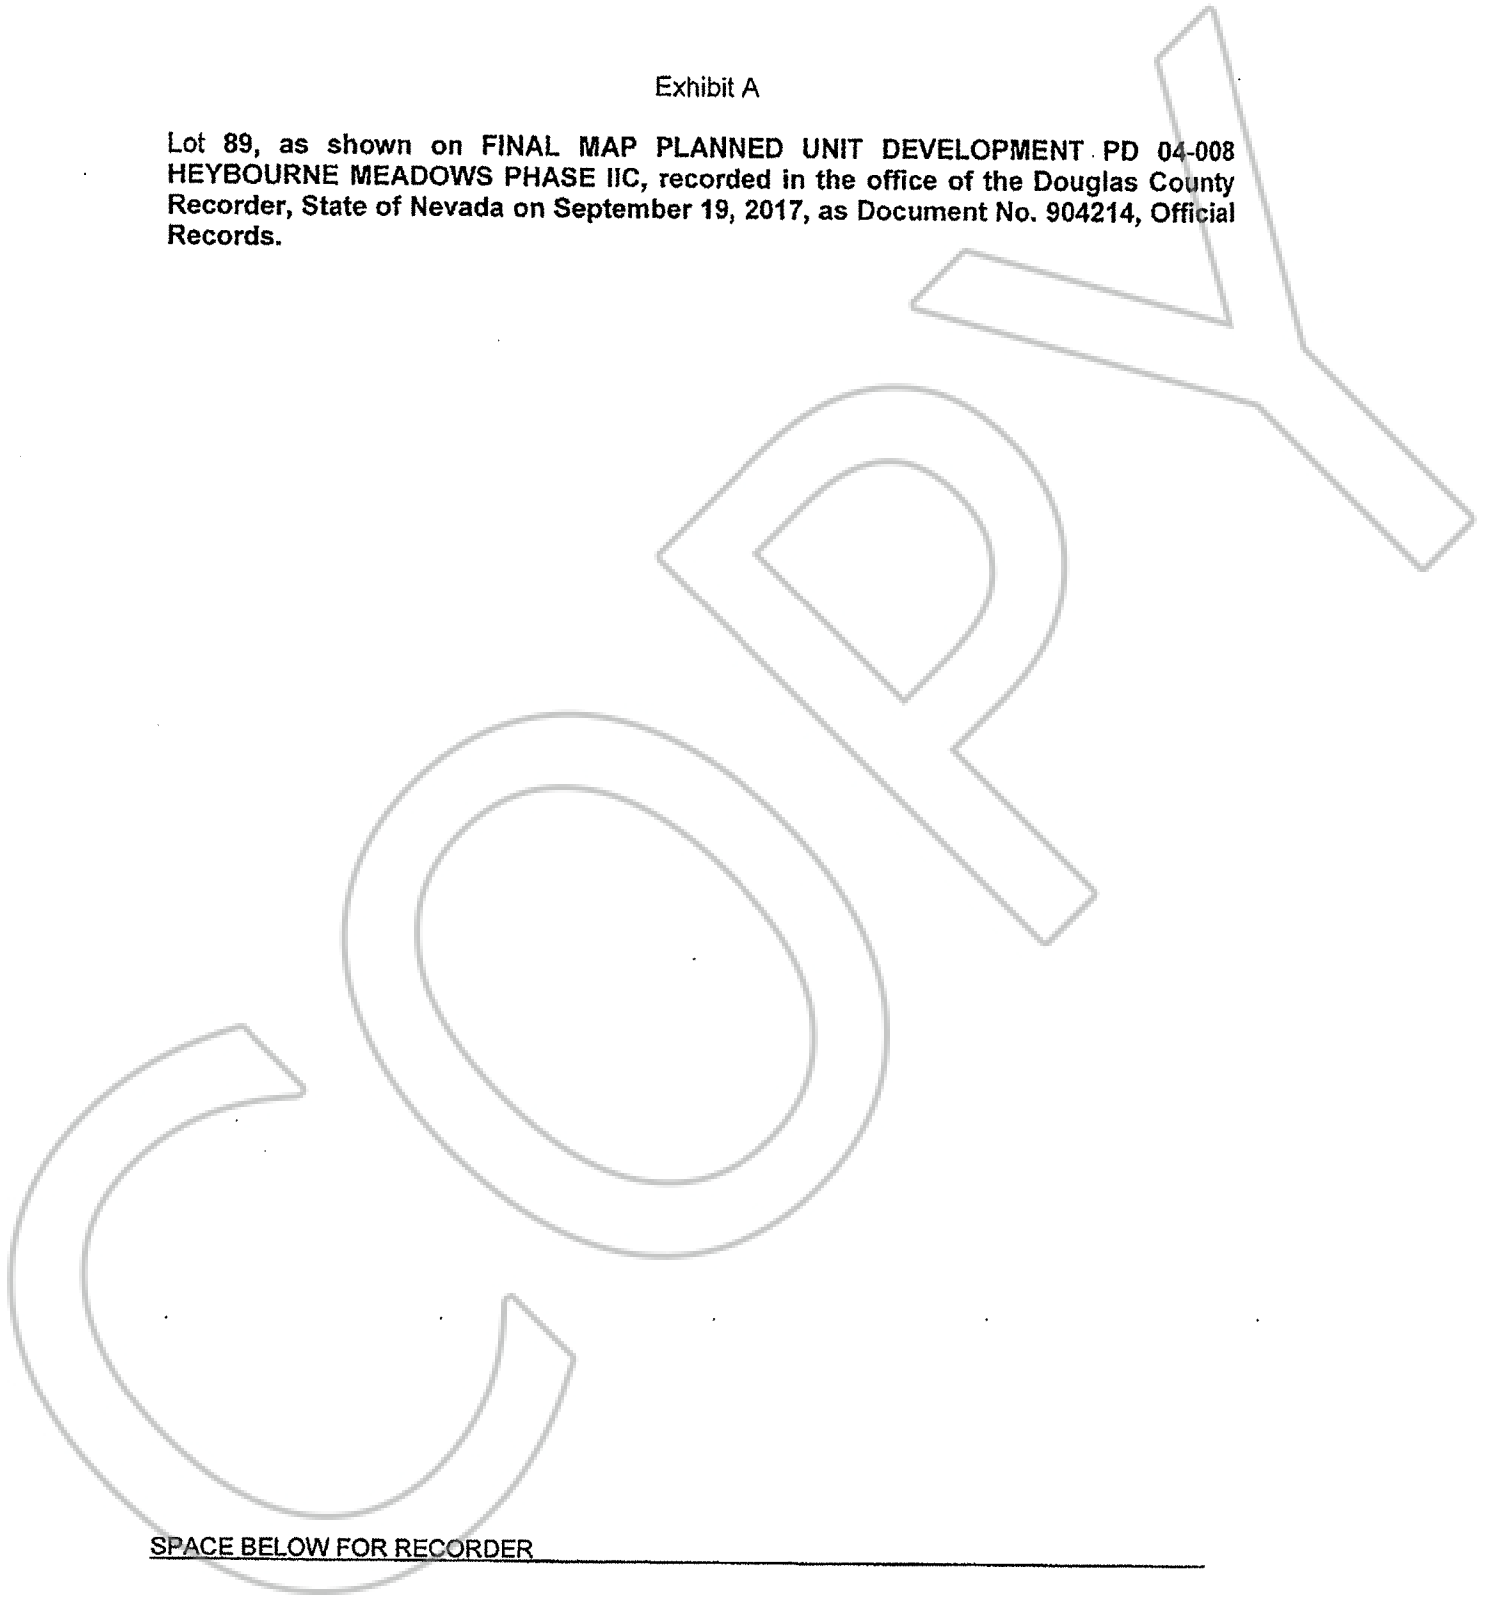 Exhibit A
Lot 89, as shown on FINAL MAP PLANNED UNIT DEVELOPMENT PD 04-008
HEYBOURNE MEADOWS PHASE IIC, recorded in the office of the Douglas County
Recorder, State of Nevada on September 19, 2017, as Document No. 904214, Official
Records.
COPY
SPACE BELOW FOR RECORDER